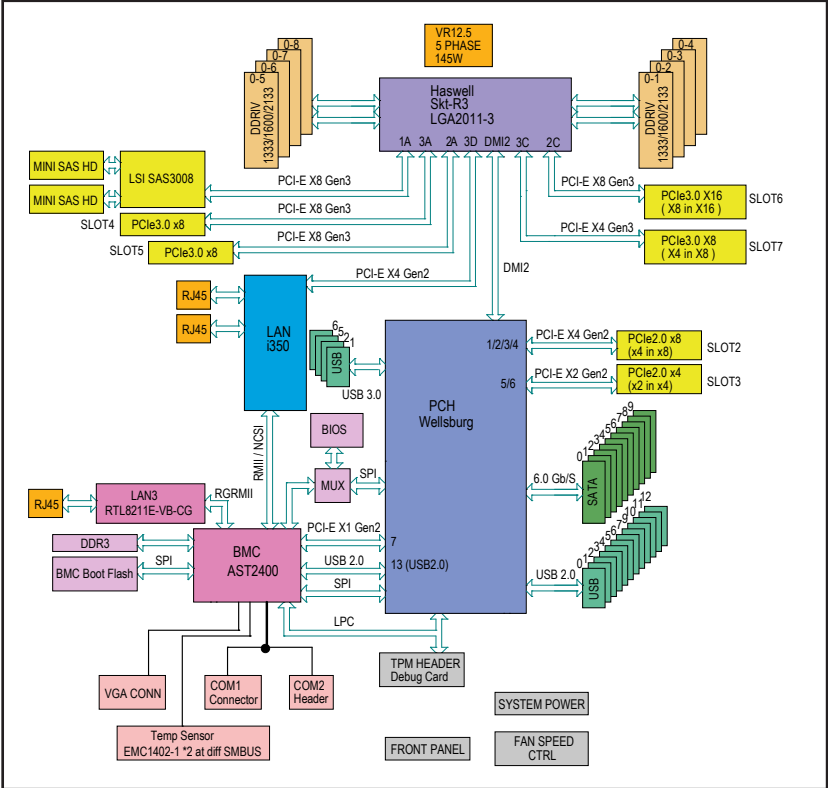 VR12.5
5 PHASE
145W
0-8
0-7
0-6
0-5
DDRIV
1333/1600/2133
0-4
0-3
0-2
0-1
DDRIV
1333/1600/2133
Haswell
Skt-R3
LGA2011-3
1A 3A 2A 3D DMI2 3C 2C
MINI SAS HD
MINI SAS HD
LSI SAS3008
PCI-E X8 Gen3
PCI-E X8 Gen3
PCI-E X8 Gen3
SLOT4
PCIe3.0 x8
SLOT5
PCIe3.0 x8
PCI-E X8 Gen3
PCIe3.0 X16
( X8 in X16 )
SLOT6
PCI-E X4 Gen3
PCIe3.0 X8
( X4 in X8 )
SLOT7
PCI-E X4 Gen2
DMI2
RJ45
RJ45
LAN
i350
6
5
2
1
USB
USB 3.0
1/2/3/4
5/6
PCH
Wellsburg
PCI-E X4 Gen2
PCIe2.0 x8
(x4 in x8)
SLOT2
PCI-E X2 Gen2
PCIe2.0 x4
(x2 in x4)
SLOT3
RMII / NCSI
BIOS
MUX
SPI
6.0 Gb/S
0
1
2
3
4
5
6
7
8
9
SATA
RJ45
LAN3
RTL8211E-VB-CG
RGRMII
DDR3
BMC Boot Flash
SPI
BMC
AST2400
PCI-E X1 Gen2
7
USB 2.0
13 (USB2.0)
SPI
LPC
USB 2.0
0
1
2
3
4
5
6
7
9
10
11
12
USB
TPM HEADER
Debug Card
VGA CONN
COM1
Connector
COM2
Header
Temp Sensor
EMC1402-1 *2 at diff SMBUS
SYSTEM POWER
FRONT PANEL
FAN SPEED
CTRL